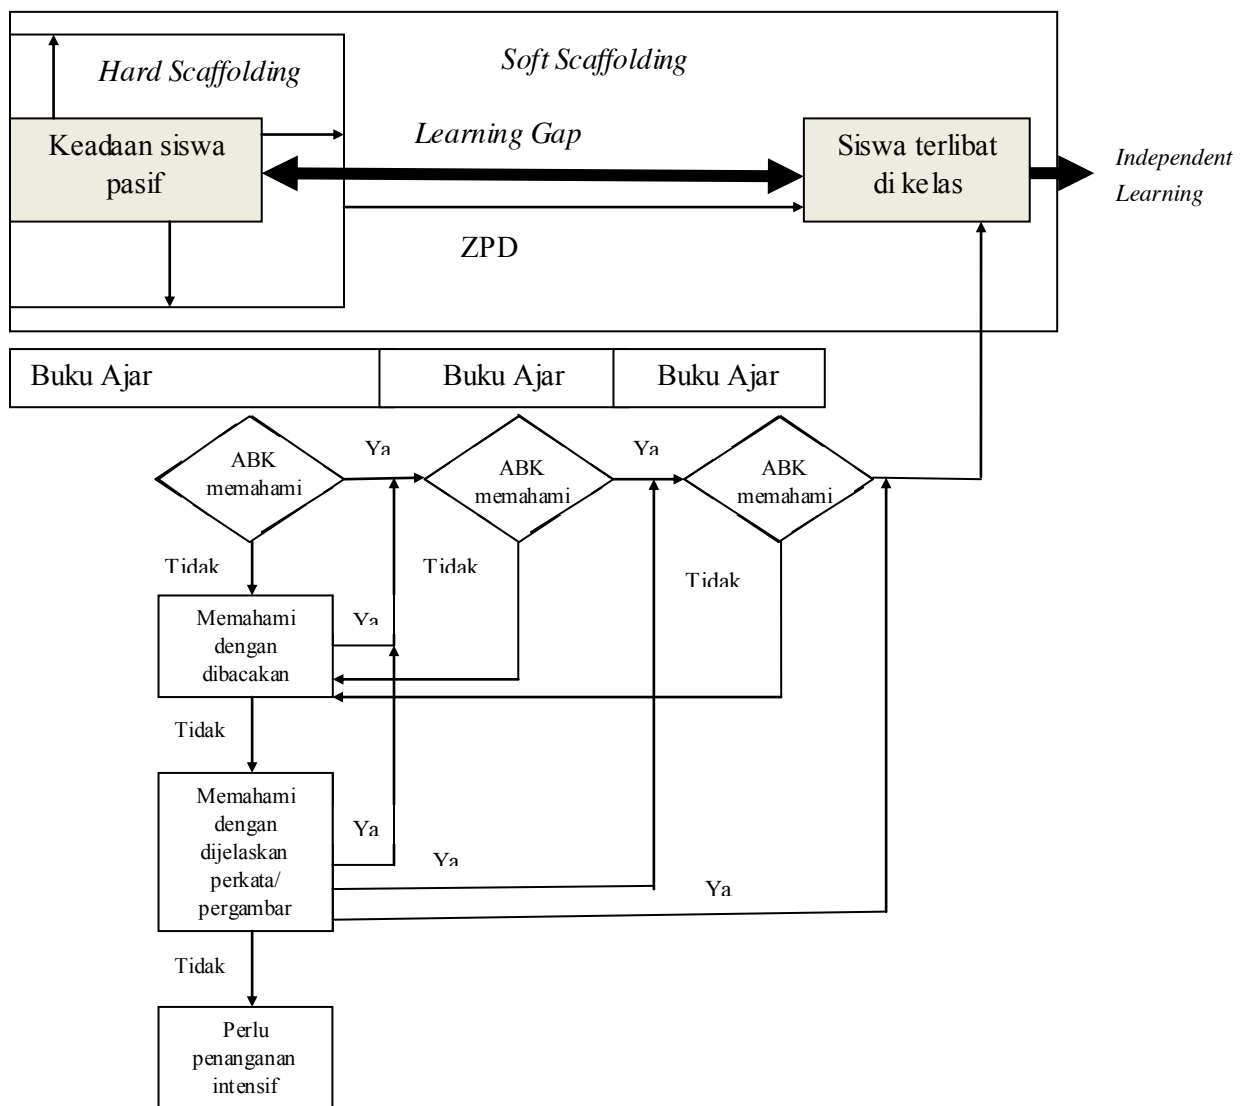 Hard Scaffolding
Soft Scaffolding
Learning Gap
Keadaan siswa
pasif
Siswa terlibat
di kelas
Independent
Learning
ZPD
Buku Ajar
Buku Ajar
Buku Ajar
ABK
memahami
Ya
ABK
memahami
Ya
ABK
memahami
Tidak
Tidak
Tidak
Memahami
dengan
dibacakan
Ya
Tidak
Memahami
dengan
dijelaskan
perkata/
pergambar
Ya
Ya
Ya
Tidak
Perlu
penanganan
intensif